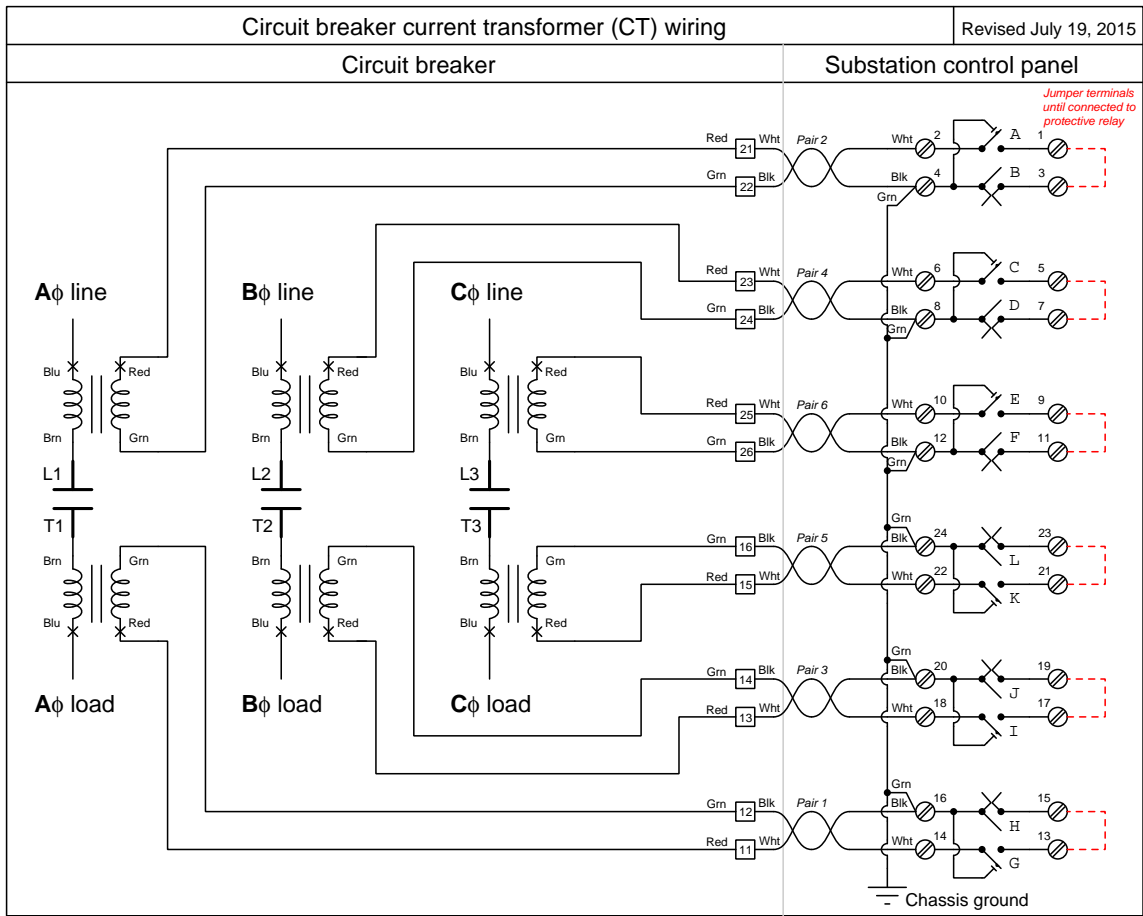 Circuit breaker current transformer (CT) wiring
Revised July 19, 2015
Circuit breaker
Substation control panel
Jumper terminals
until connected to
protective relay
Red 21 Wht Pair 2 Wht 2 A 1
Grn 22 Blk Blk 4 B 3
Grn
Red 23 Wht Pair 4 Wht 6 C 5
Grn 24 Blk Blk 8 D 7
Grn
Aϕ line
Bϕ line
Cϕ line
Blu Red
Blu Red
Blu Red
Brn Grn
Brn Grn
Brn Grn
Red 25 Wht Pair 6 Wht 10 E 9
Grn 26 Blk Blk 12 F 11
Grn
L1
L2
L3
T1
T2
T3
Grn
Grn 16 Blk Pair 5 Blk 24 L 23
Red 15 Wht Wht 22 K 21
Brn Grn
Brn Grn
Brn Grn
Blu Red
Blu Red
Blu Red
Aϕ load
Bϕ load
Cϕ load
Grn
Grn 14 Blk Pair 3 Blk 20 J 19
Red 13 Wht Wht 18 I 17
Grn
Grn 12 Blk Pair 1 Blk 16 H 15
Red 11 Wht Wht 14 G 13
Chassis ground